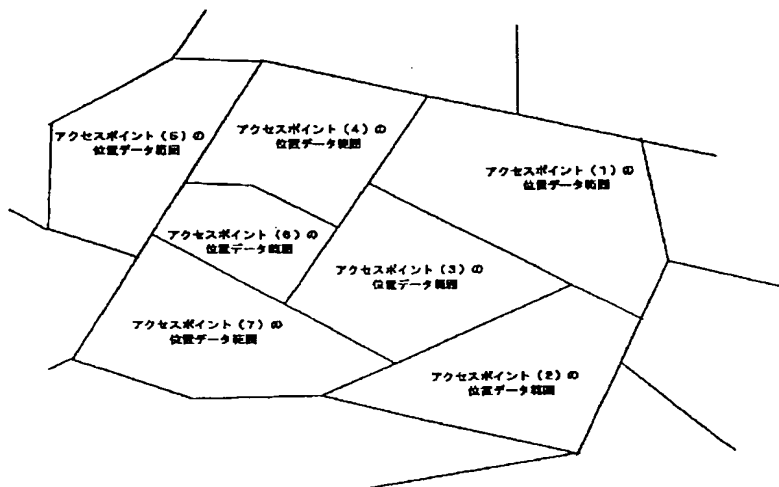 アクセスポイント(5)の
位置データ範囲
アクセスポイント(4)の
位置データ範囲
アクセスポイント(1)の
位置データ範囲
アクセスポイント(6)の
位置データ範囲
アクセスポイント(3)の
位置データ範囲
アクセスポイント(7)の
位置データ範囲
アクセスポイント(2)の
位置データ範囲